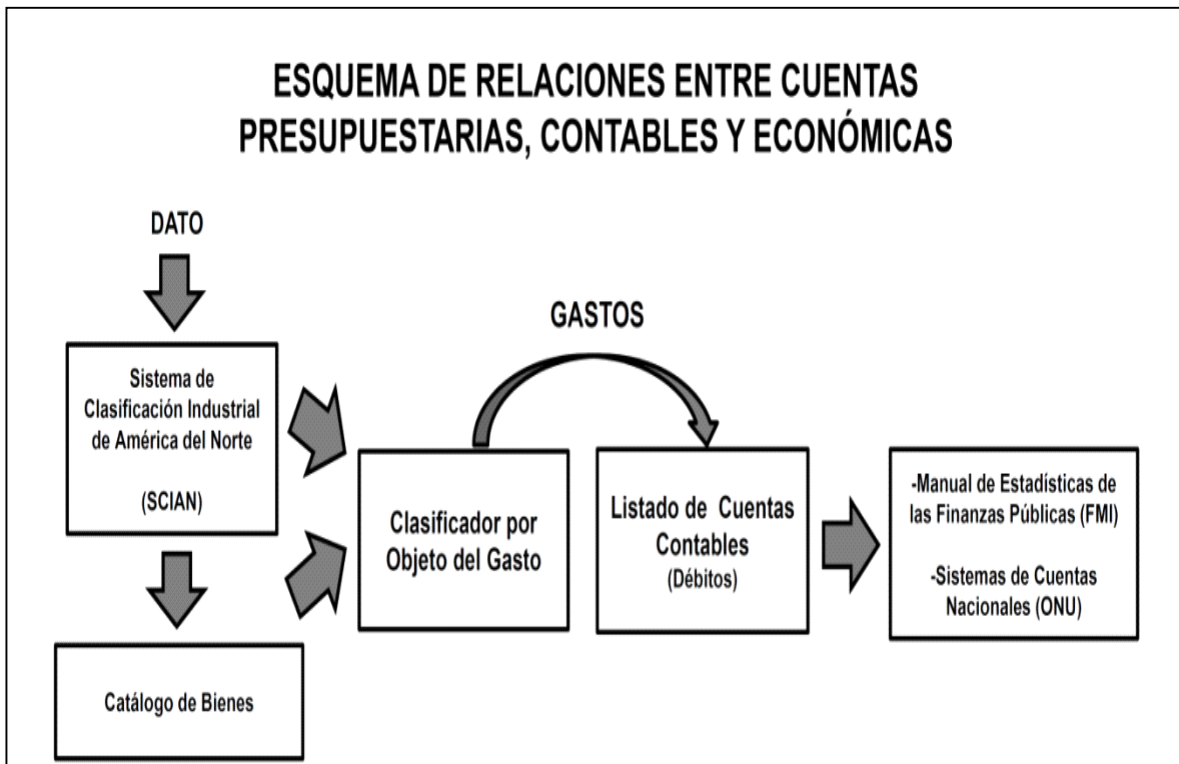 ESQUEMA DE RELACIONES ENTRE CUENTAS
PRESUPUESTARIAS, CONTABLES Y ECONÓMICAS
DATO
Sistema de
Clasificación Industrial
de América del Norte
(SCIAN)
Catálogo de Bienes
Clasificador por
Objeto del Gasto
GASTOS
Listado de Cuentas
Contables
(Débitos)
-Manual de Estadísticas de
las Finanzas Públicas (FMI)
-Sistemas de Cuentas
Nacionales (ONU)